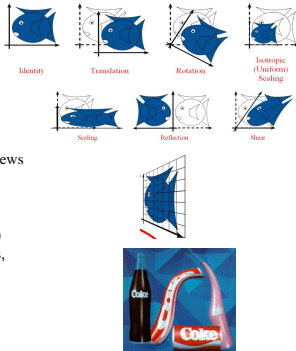 Identity
Translation
Rotation
Isotropic
(Uniform)
Scaling
Scaling
Reflection
Shear
ews
)
s,
Coke
Coke